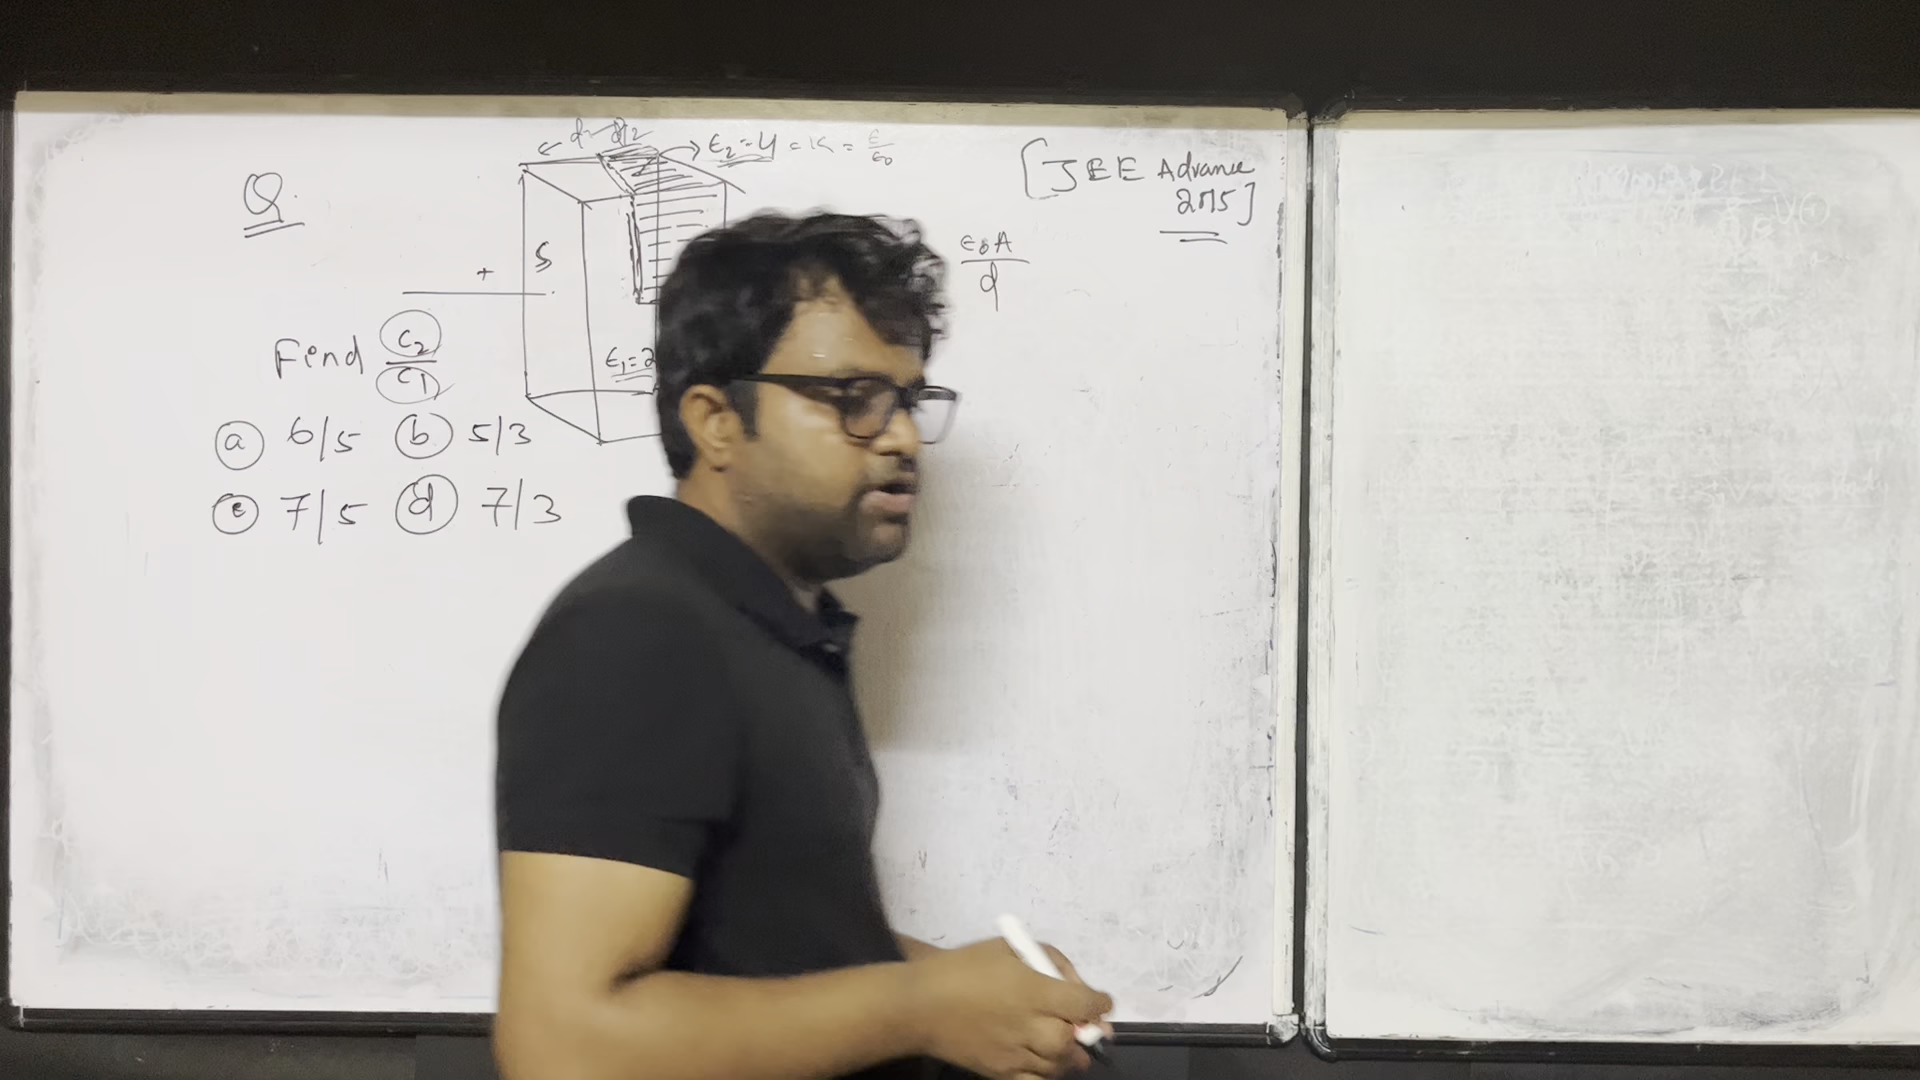 Q.
d d/2
ε2=4 = K = ε/ε0
[JEE Advance
2015]
S
+
ε0A/d
Find C2/C1
ε1=2
a 6/5 b 5/3
c 7/5 d 7/3